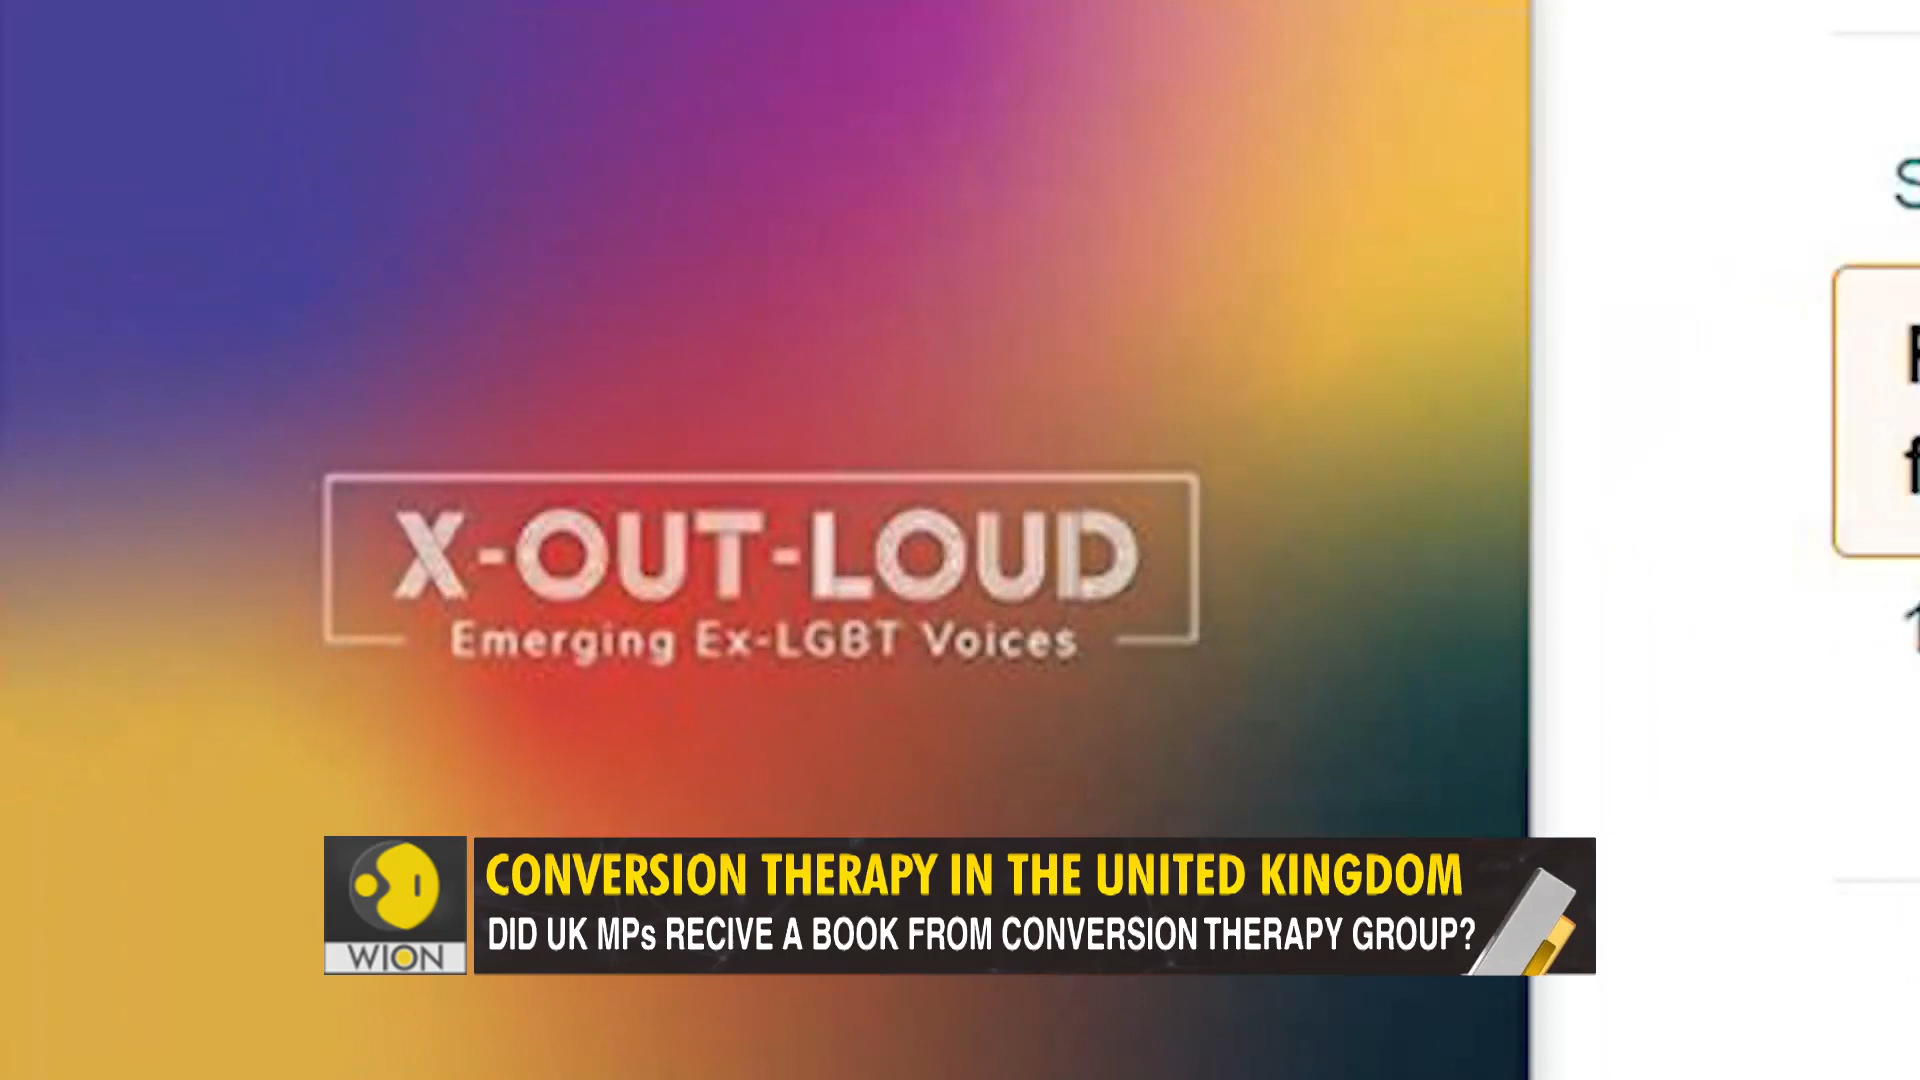 X-OUT-LOUD
Emerging Ex-LGBT Voices
CONVERSION THERAPY IN THE UNITED KINGDOM
DID UK MPs RECIVE A BOOK FROM CONVERSION THERAPY GROUP?
WION